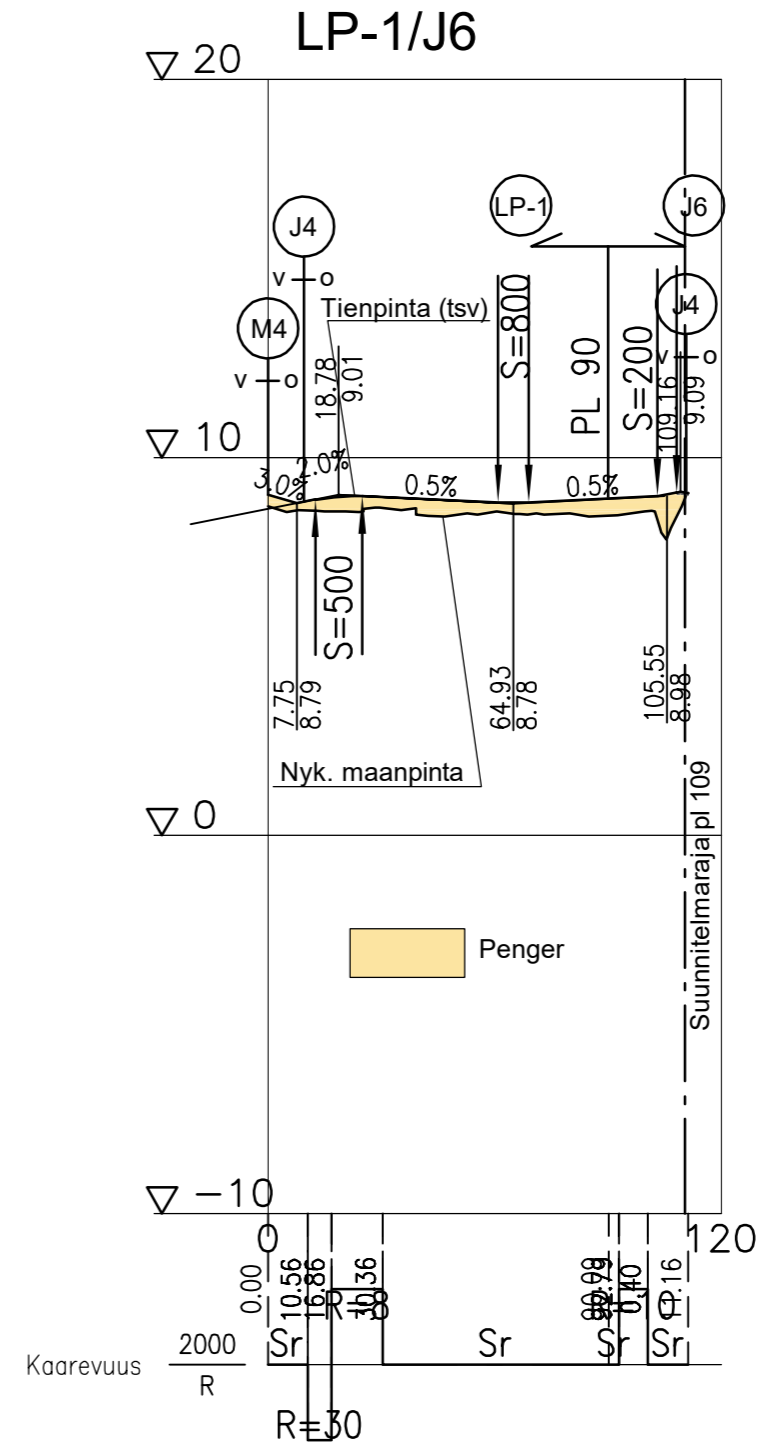 LP-1/J6
20
LP-1
J6
J4
v o
J4
M4
v o
Tienpinta (tsv)
v o
18.78
9.01
S=800
PL 90
S=200
109.16
9.09
10
3.0%
2.0%
0.5%
0.5%
S=500
7.75
8.79
64.93
8.78
105.55
8.98
Nyk. maanpinta
0
Suunnitelmaraja pl 109
Penger
-10
0
120
0.00
10.56
16.86
30.36
Sr
Sr
Sr
Sr
Kaarevuus 2000
R
R=30